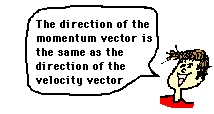 The direction of the
momentum vector is
the same as the
direction of the
velocity vector